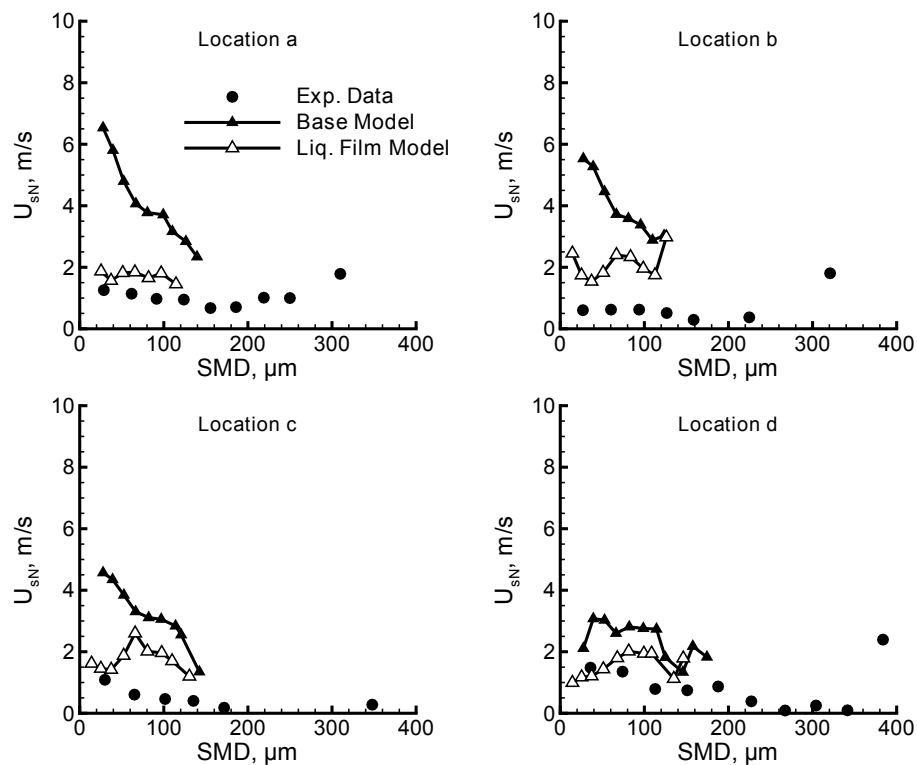 Location a
Exp. Data
Base Model
Liq. Film Model
10
8
6
4
2
0
U_sN, m/s
0 100 200 300 400
SMD, µm
Location b
10
8
6
4
2
0
U_sN, m/s
0 100 200 300 400
SMD, µm
Location c
10
8
6
4
2
0
U_sN, m/s
0 100 200 300 400
SMD, µm
Location d
10
8
6
4
2
0
U_sN, m/s
0 100 200 300 400
SMD, µm